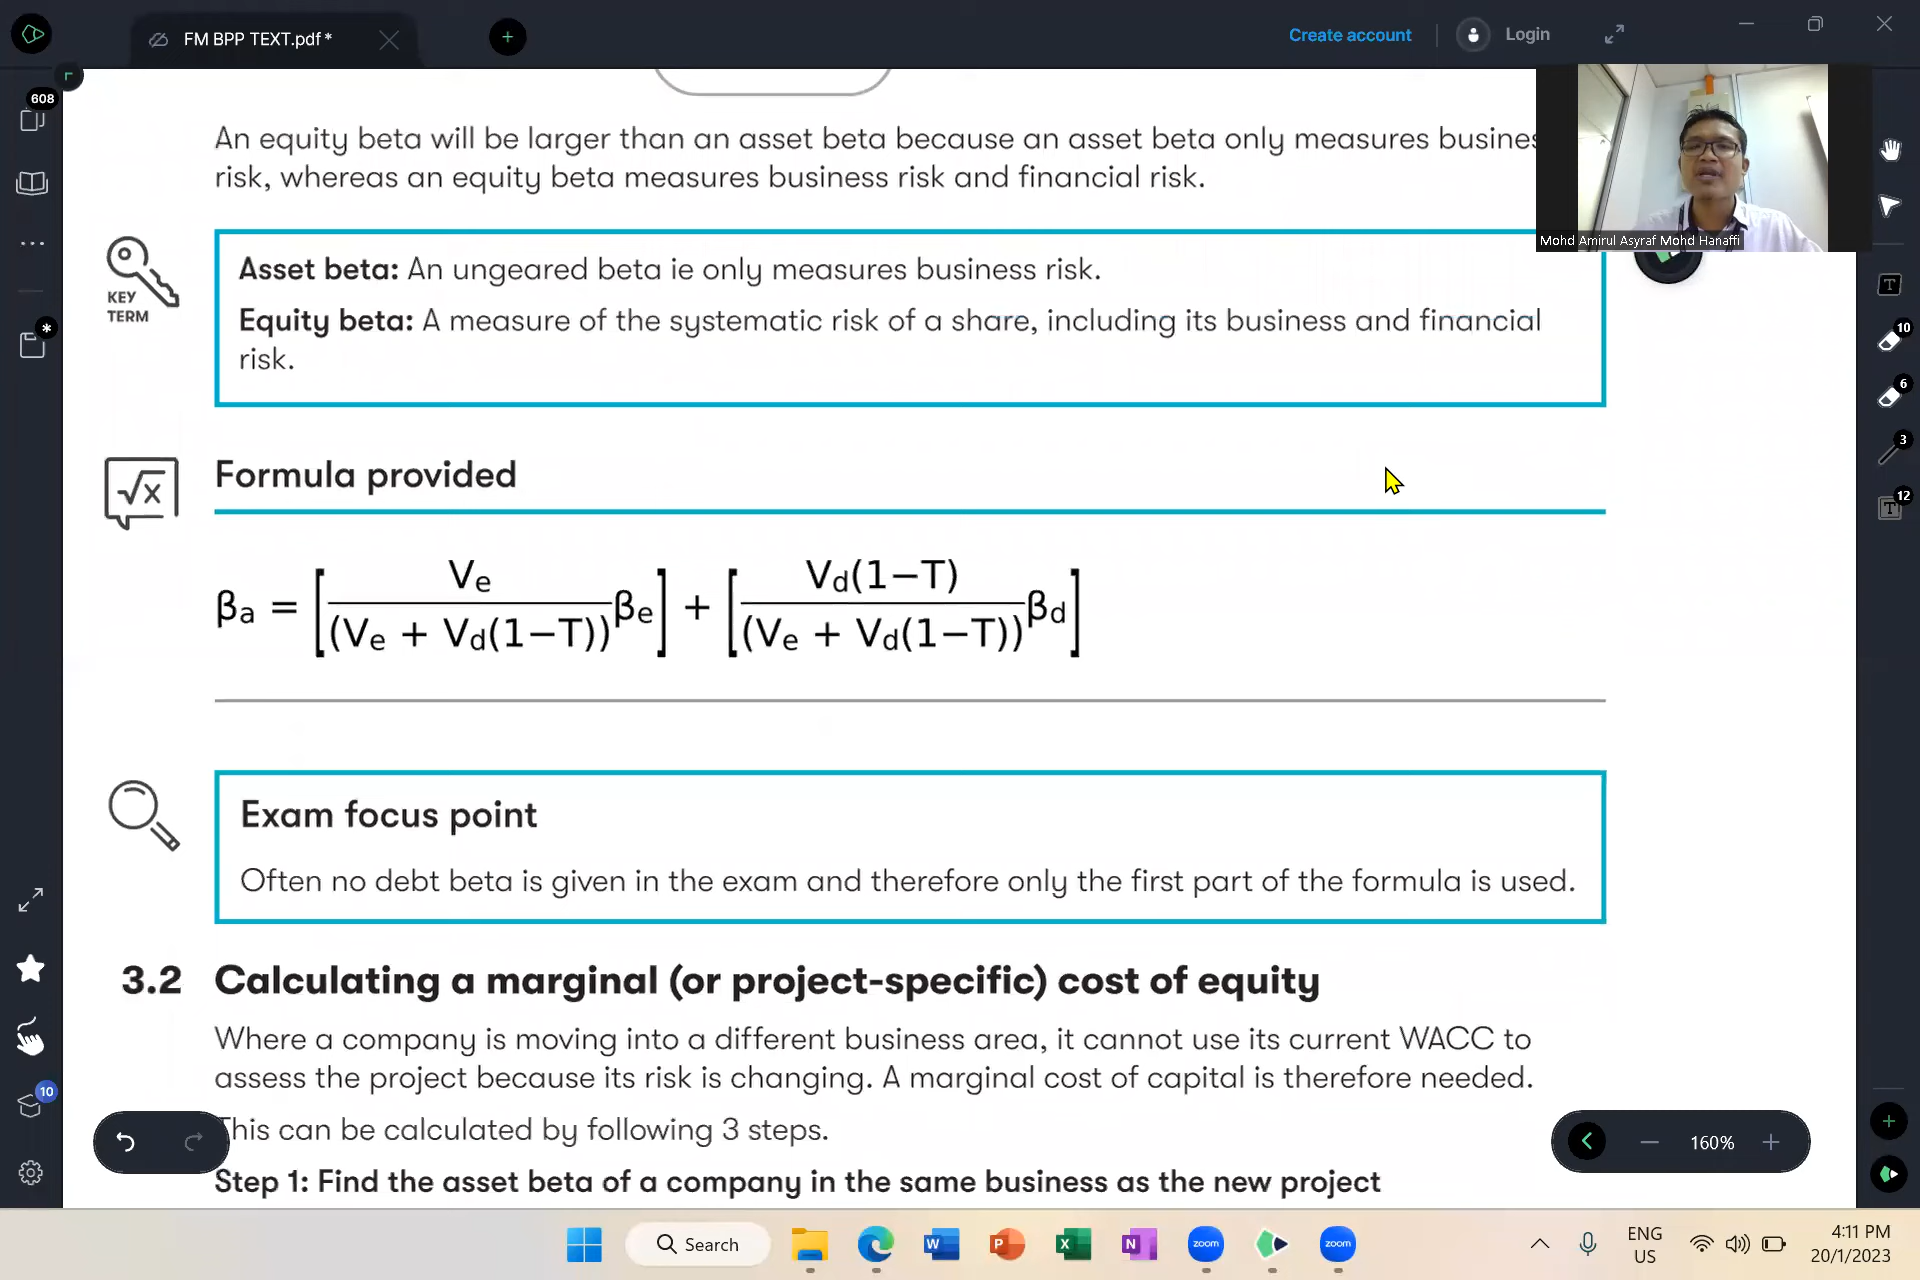 FM BPP TEXT.pdf *
Create account
Login
608
An equity beta will be larger than an asset beta because an asset beta only measures busines
risk, whereas an equity beta measures business risk and financial risk.
Mohd Amirul Asyraf Mohd Hanaffi
KEY
TERM
Asset beta: An ungeared beta ie only measures business risk.
Equity beta: A measure of the systematic risk of a share, including its business and financial
risk.
√x
Formula provided
βa = [Ve / (Ve + Vd(1−T)) βe] + [Vd(1−T) / (Ve + Vd(1−T)) βd]
Exam focus point
Often no debt beta is given in the exam and therefore only the first part of the formula is used.
3.2 Calculating a marginal (or project-specific) cost of equity
Where a company is moving into a different business area, it cannot use its current WACC to
assess the project because its risk is changing. A marginal cost of capital is therefore needed.
This can be calculated by following 3 steps.
Step 1: Find the asset beta of a company in the same business as the new project
10
T
10
6
3
T
12
160%
Search
W
P
X
N
zoom
zoom
ENG
US
4:11 PM
20/1/2023